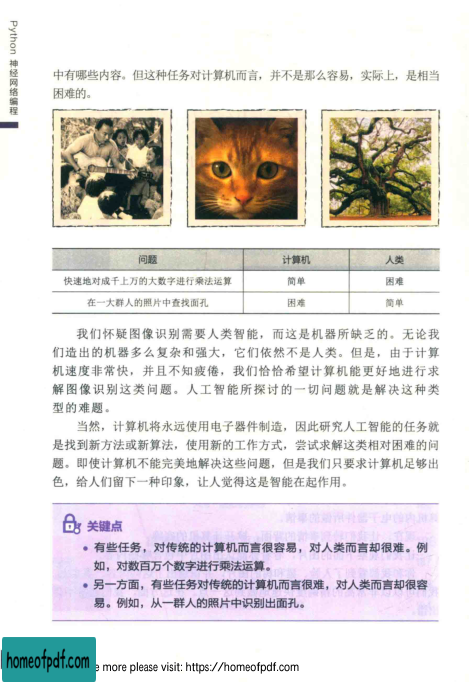 Python 神经网络编程
中有哪些内容。但这种任务对计算机而言，并不是那么容易，实际上，是相当
困难的。
问题 计算机 人类
快速地对成千上万的大数字进行乘法运算 简单 困难
在一大群人的照片中查找面孔 困难 简单
我们怀疑图像识别需要人类智能，而这是机器所缺乏的。无论我
们造出的机器多么复杂和强大，它们依然不是人类。但是，由于计算
机速度非常快，并且不知疲倦，我们恰恰希望计算机能更好地进行求
解图像识别这类问题。人工智能所探讨的一切问题就是解决这种类
型的难题。
当然，计算机将永远使用电子器件制造，因此研究人工智能的任务就
是找到新方法或新算法，使用新的工作方式，尝试求解这类相对困难的问
题。即使计算机不能完美地解决这些问题，但是我们只要求计算机足够出
色，给人们留下一种印象，让人觉得这是智能在起作用。
关键点
• 有些任务，对传统的计算机而言很容易，对人类而言却很难。例
如，对数百万个数字进行乘法运算。
• 另一方面，有些任务对传统的计算机而言很难，对人类而言却很容
易。例如，从一群人的照片中识别出面孔。
homeofpdf.com
more please visit: https://homeofpdf.com